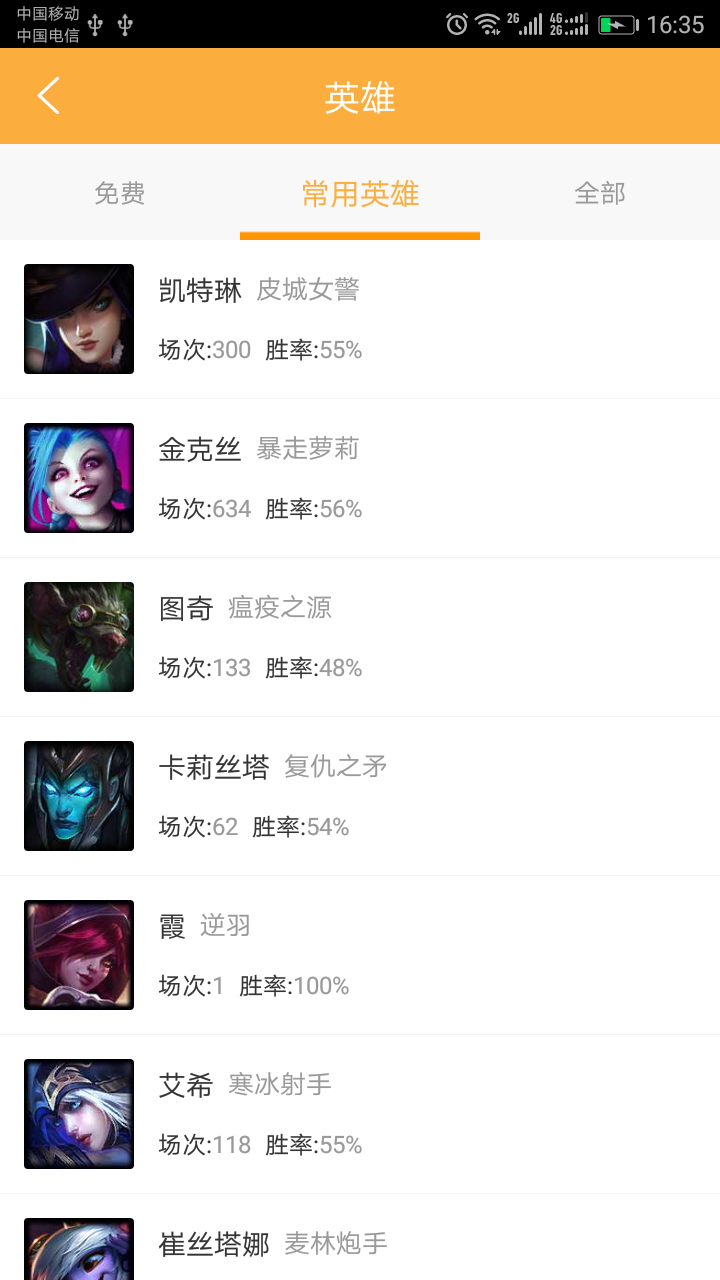 中国移动
中国电信
2G 4G 2G 16:35
英雄
免费 常用英雄 全部
凯特琳 皮城女警
场次:300 胜率:55%
金克丝 暴走萝莉
场次:634 胜率:56%
图奇 瘟疫之源
场次:133 胜率:48%
卡莉丝塔 复仇之矛
场次:62 胜率:54%
霞 逆羽
场次:1 胜率:100%
艾希 寒冰射手
场次:118 胜率:55%
崔丝塔娜 麦林炮手